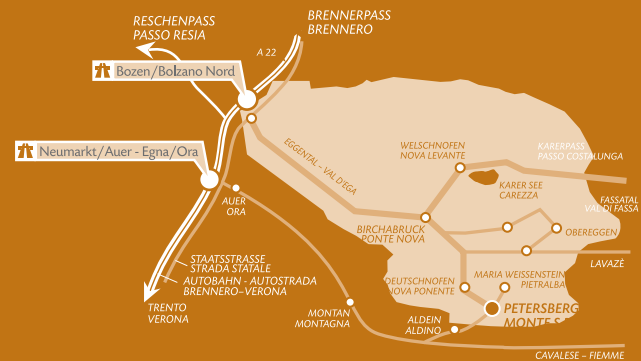 RESCHENPASS
PASSO RESIA
BRENNERPASS
BRENNERO
A 22
Bozen/Bolzano Nord
Neumarkt/Auer - Egna/Ora
EGGENTAL - VAL D'EGA
WELSCHNOFEN
NOVA LEVANTE
KARERPASS
PASSO COSTALUNGA
KARER SEE
CAREZZA
FASSATAL
VAL DI FASSA
AUER
ORA
BIRCHABRUCK
PONTE NOVA
OBEREGGEN
LAVAZÈ
STAATSSTRASSE
STRADA STATALE
AUTOBAHN - AUTOSTRADA
BRENNERO-VERONA
DEUTSCHNOFEN
NOVA PONENTE
MARIA WEISSENSTEIN
PIETRALBA
TRENTO
VERONA
MONTAN
MONTAGNA
ALDEIN
ALDINO
PETERSBERG
MONTE S.
CAVALESE - FIEMME